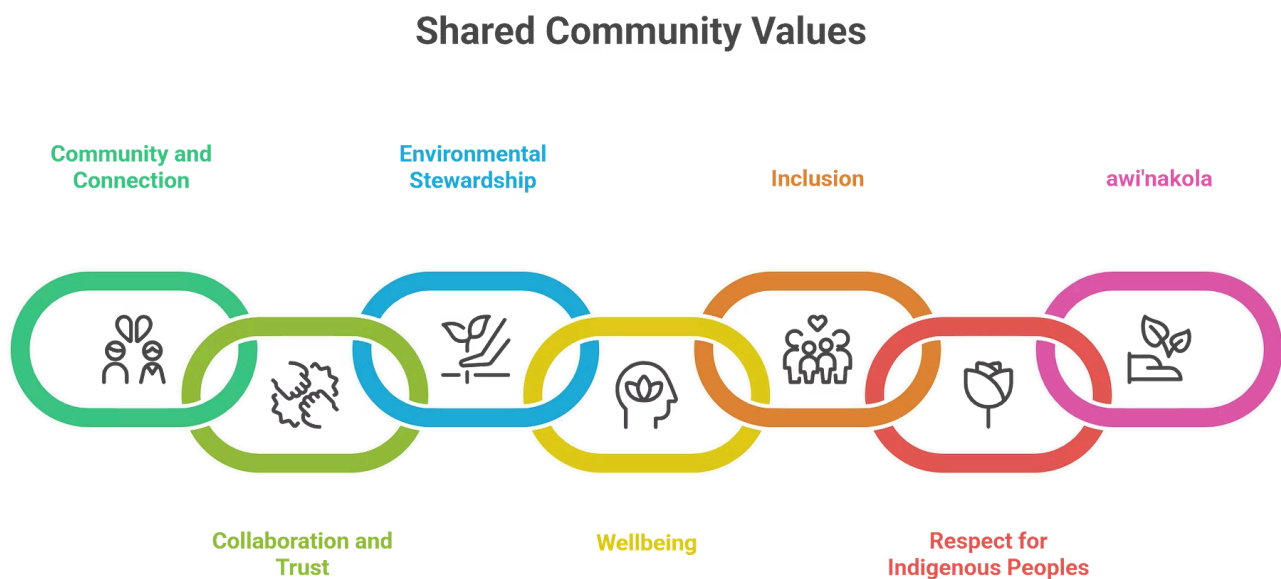 Shared Community Values
Community and
Connection
Environmental
Stewardship
Inclusion
awi'nakola
Collaboration and
Trust
Wellbeing
Respect for
Indigenous Peoples